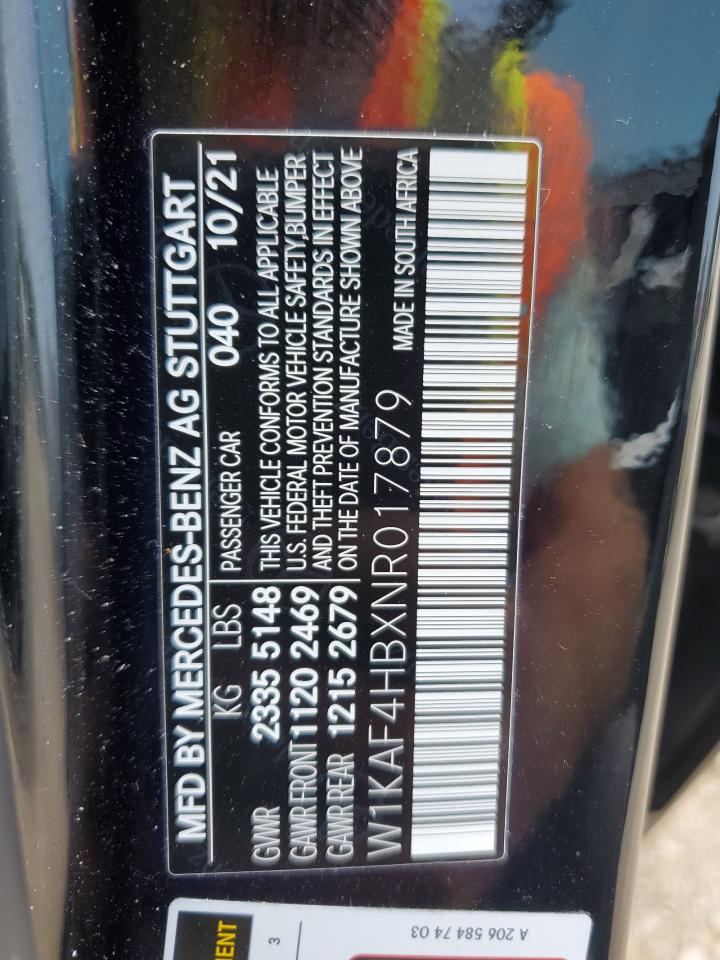 MFD BY MERCEDES-BENZ AG STUTTGART
KG LBS PASSENGER CAR 040 10/21
GVWR 2335 5148
GAWR FRONT 1120 2469
GAWR REAR 1215 2679
THIS VEHICLE CONFORMS TO ALL APPLICABLE
U.S. FEDERAL MOTOR VEHICLE SAFETY BUMPER
AND THEFT PREVENTION STANDARDS IN EFFECT
ON THE DATE OF MANUFACTURE SHOWN ABOVE
W1KAF4HBXNR017879 MADE IN SOUTH AFRICA
A 206 584 74 03
3